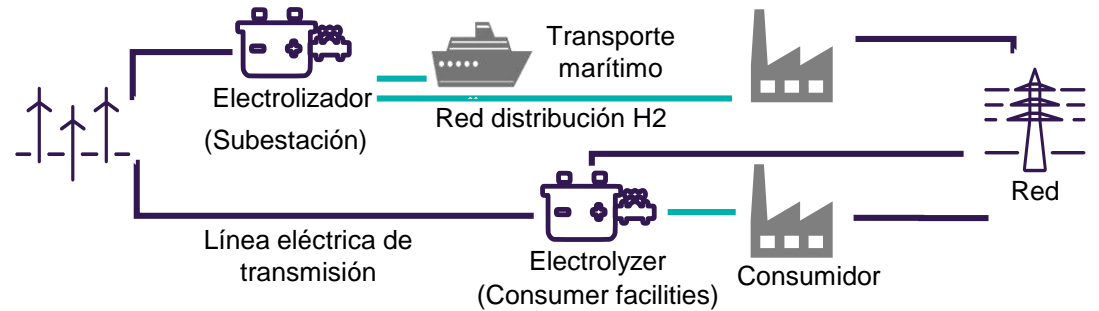 Transporte
marítimo
Electrolizador
(Subestación)
Red distribución H2
Red
Línea eléctrica de
transmisión
Electrolyzer
(Consumer facilities)
Consumidor